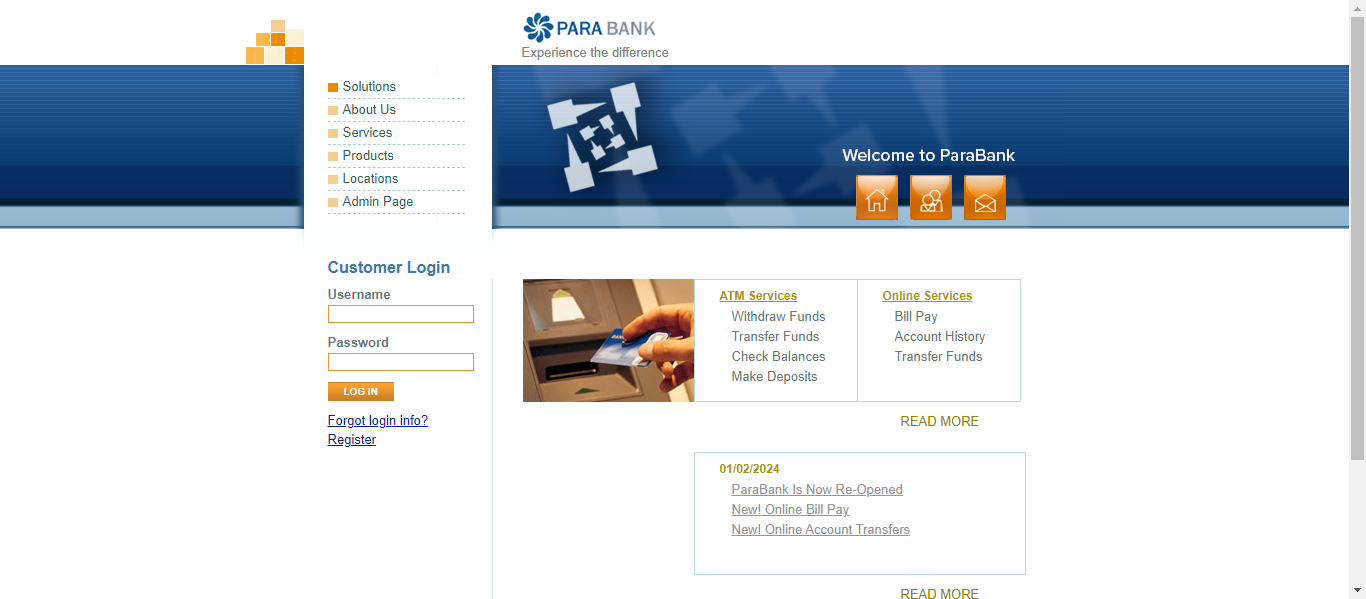 PARA BANK
Experience the difference
Solutions
About Us
Services
Products
Locations
Admin Page
Welcome to ParaBank
Customer Login
Username
Password
LOG IN
Forgot login info?
Register
ATM Services
Withdraw Funds
Transfer Funds
Check Balances
Make Deposits
Online Services
Bill Pay
Account History
Transfer Funds
READ MORE
01/02/2024
ParaBank Is Now Re-Opened
New! Online Bill Pay
New! Online Account Transfers
READ MORE